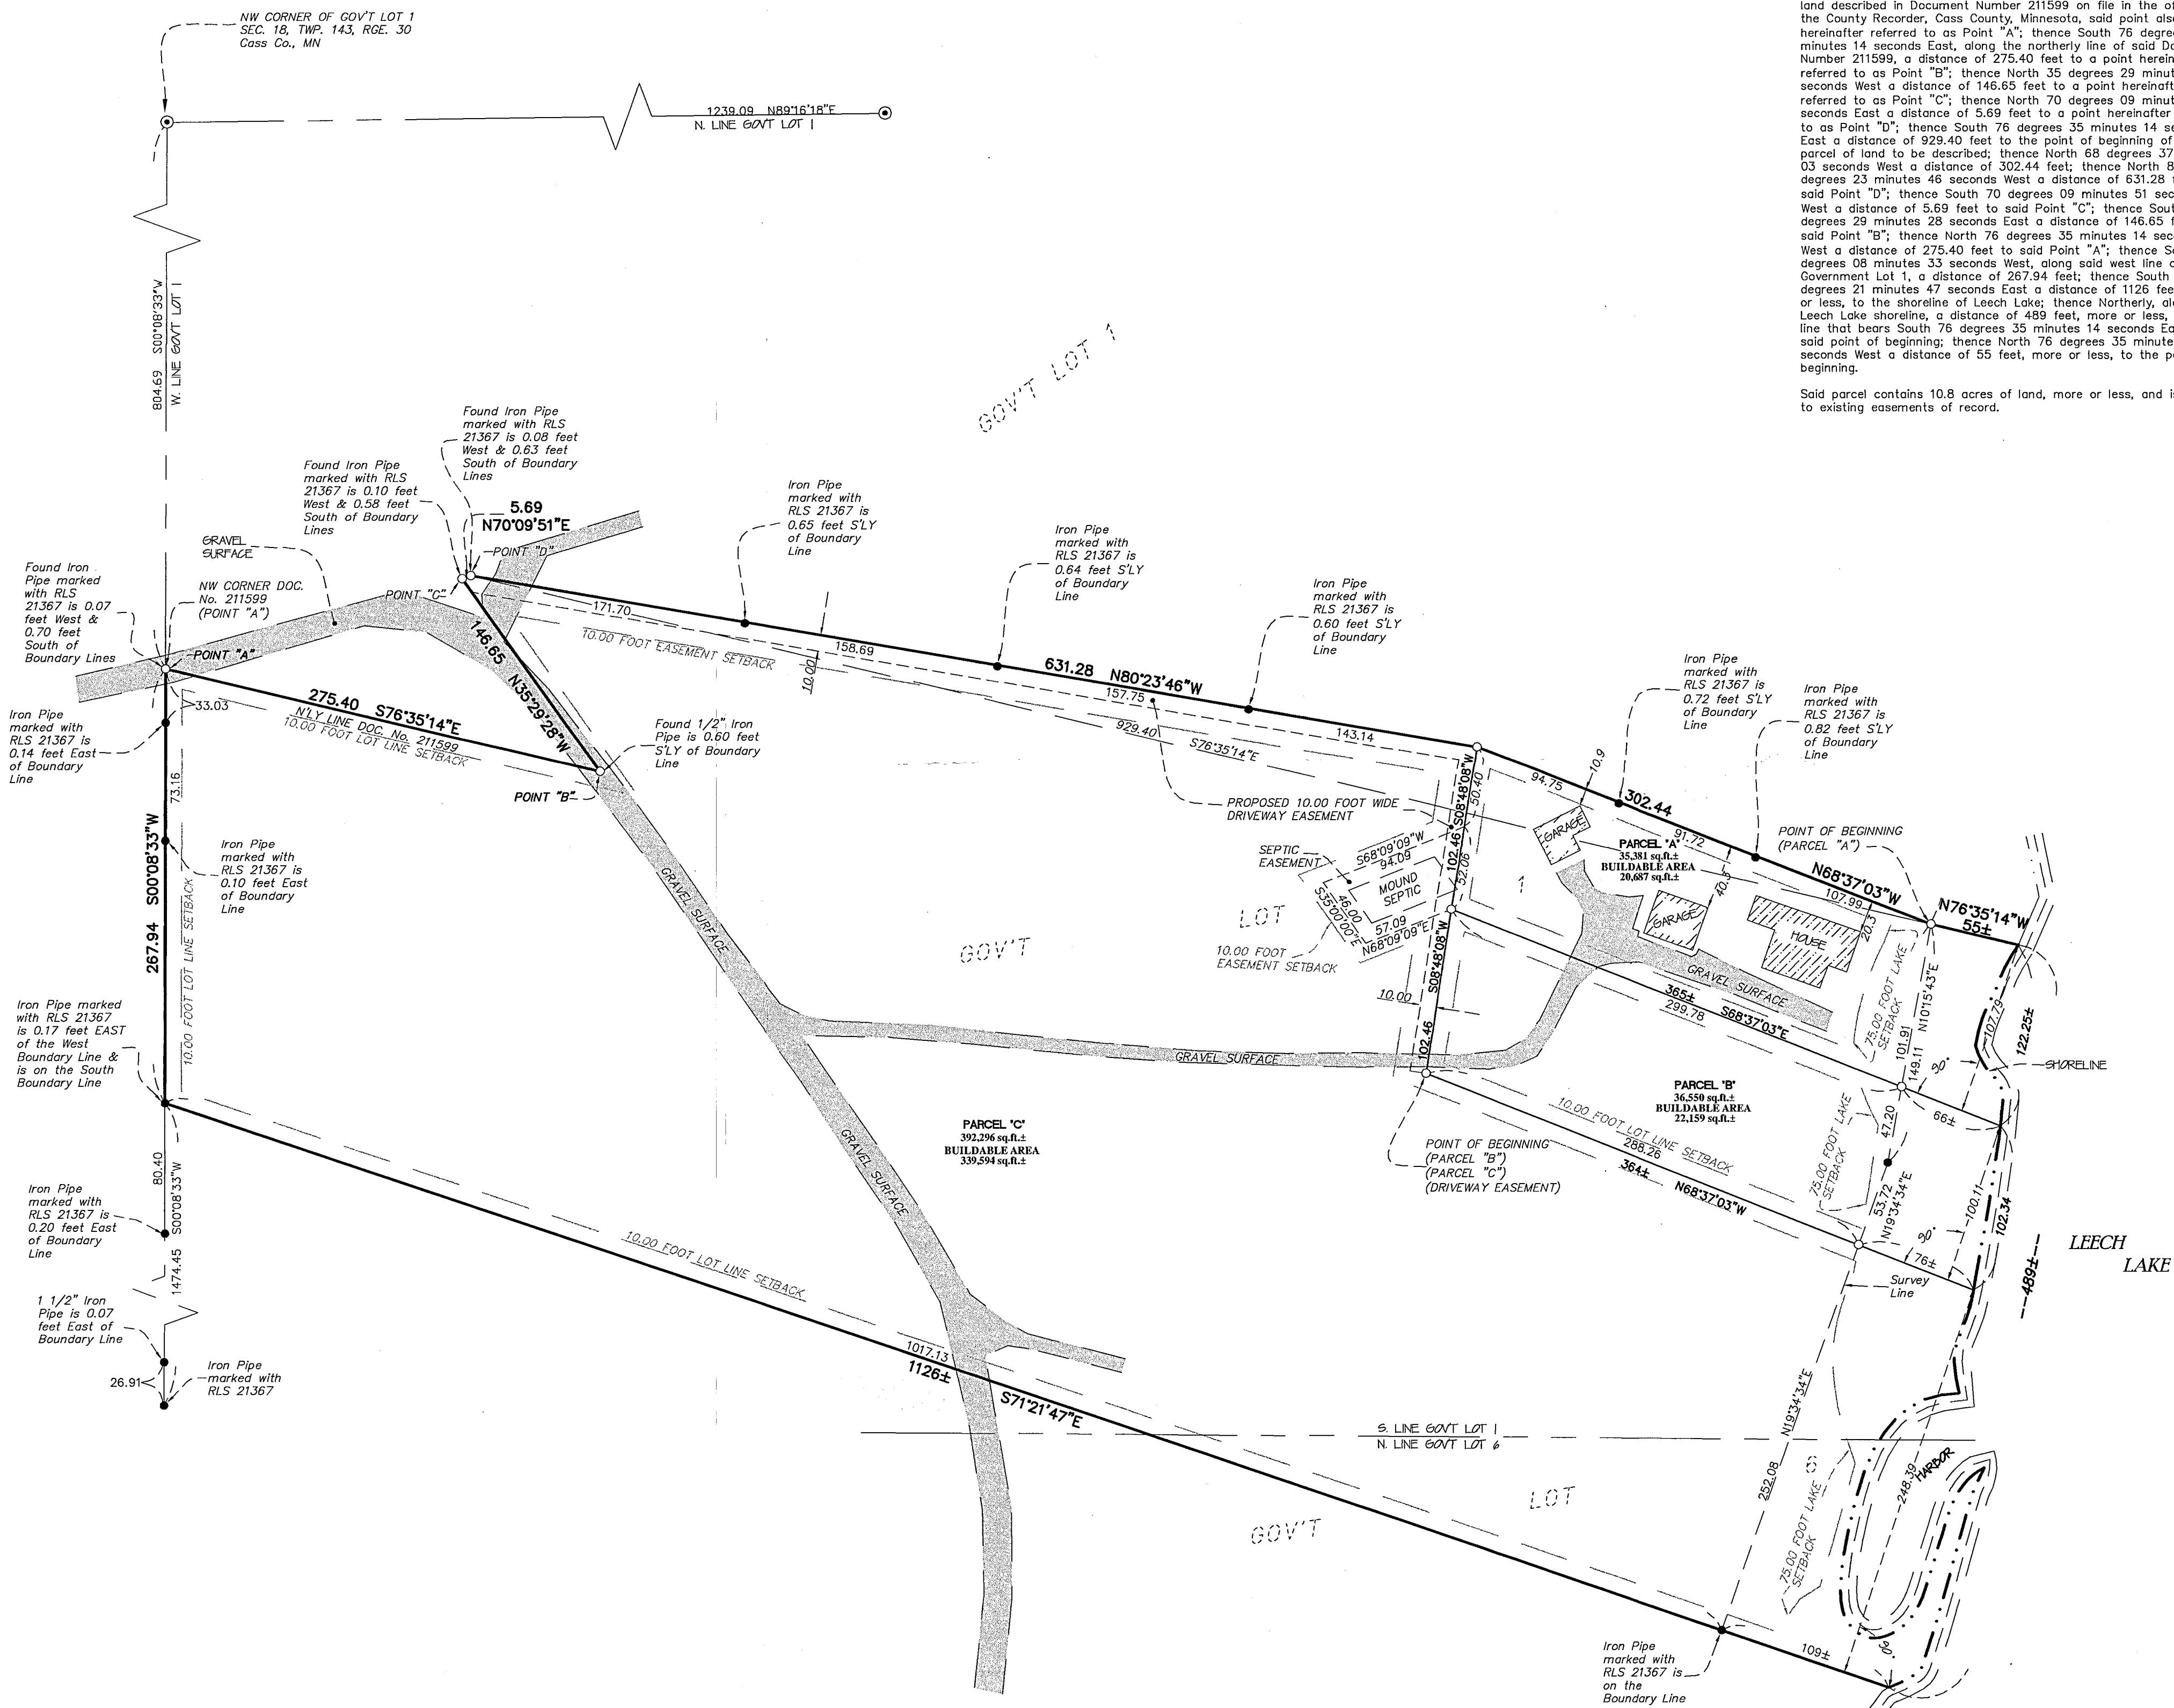 NW CORNER OF GOV'T LOT 1
SEC. 18, TWP. 143, RGE. 30
Cass Co., MN
1239.09 N89°16'18"E
N. LINE GOV'T LOT 1
land described in Document Number 211599 on file in the of
the County Recorder, Cass County, Minnesota, said point also
hereinafter referred to as Point "A"; thence South 76 degre
minutes 14 seconds East, along the northerly line of said Do
Number 211599, a distance of 275.40 feet to a point herein
referred to as Point "B"; thence North 35 degrees 29 minut
seconds West a distance of 146.65 feet to a point hereinaft
referred to as Point "C"; thence North 70 degrees 09 minut
seconds East a distance of 5.69 feet to a point hereinafter
to as Point "D"; thence South 76 degrees 35 minutes 14 se
East a distance of 929.40 feet to the point of beginning of
parcel of land to be described; thence North 68 degrees 37
03 seconds West a distance of 302.44 feet; thence North 8
degrees 23 minutes 46 seconds West a distance of 631.28 f
said Point "D"; thence South 70 degrees 09 minutes 51 sec
West a distance of 5.69 feet to said Point "C"; thence Sout
degrees 29 minutes 28 seconds East a distance of 146.65 f
said Point "B"; thence North 76 degrees 35 minutes 14 sec
West a distance of 275.40 feet to said Point "A"; thence So
degrees 08 minutes 33 seconds West, along said west line o
Government Lot 1, a distance of 267.94 feet; thence South
degrees 21 minutes 47 seconds East a distance of 1126 fee
or less, to the shoreline of Leech Lake; thence Northerly, al
Leech Lake shoreline, a distance of 489 feet, more or less,
line that bears South 76 degrees 35 minutes 14 seconds Ea
said point of beginning; thence North 76 degrees 35 minute
seconds West a distance of 55 feet, more or less, to the p
beginning.
Said parcel contains 10.8 acres of land, more or less, and i
to existing easements of record.
804.69 S00°08'33"W
W. LINE GOV'T LOT 1
GOV'T LOT 1
Found Iron Pipe
marked with RLS
21367 is 0.08 feet
West & 0.63 feet
South of Boundary
Lines
Found Iron Pipe
marked with RLS
21367 is 0.10 feet
West & 0.58 feet
South of Boundary
Lines
5.69
N70°09'51"E
Iron Pipe
marked with
RLS 21367 is
0.65 feet S'LY
of Boundary
Line
Iron Pipe
marked with
RLS 21367 is
0.64 feet S'LY
of Boundary
Line
Iron Pipe
marked with
RLS 21367 is
0.60 feet S'LY
of Boundary
Line
Iron Pipe
marked with
RLS 21367 is
0.72 feet S'LY
of Boundary
Line
Iron Pipe
marked with
RLS 21367 is
0.82 feet S'LY
of Boundary
Line
GRAVEL
SURFACE
NW CORNER DOC.
No. 211599
(POINT "A")
Found Iron
Pipe marked
with RLS
21367 is 0.07
feet West &
0.70 feet
South of
Boundary Lines
POINT "A"
POINT "C"
POINT "D"
171.70
10.00 FOOT EASEMENT SETBACK
10.00
158.69
631.28 N80°23'46"W
157.75
929.40 S76°35'14"E
143.14
146.65 N35°29'28"W
275.40 S76°35'14"E
N'LY LINE DOC. No. 211599
10.00 FOOT LOT LINE SETBACK
33.03
Iron Pipe
marked with
RLS 21367 is
0.14 feet East
of Boundary
Line
Found 1/2" Iron
Pipe is 0.60 feet
S'LY of Boundary
Line
POINT "B"
73.16
267.94 S00°08'33"W
10.00 FOOT LOT LINE SETBACK
Iron Pipe
marked with
RLS 21367 is
0.10 feet East
of Boundary
Line
PROPOSED 10.00 FOOT WIDE
DRIVEWAY EASEMENT
SEPTIC
EASEMENT
S68°09'09"W
94.09
MOUND
SEPTIC
46.00
S35°00'00"E
57.09
N68°09'09"E
10.00 FOOT
EASEMENT SETBACK
102.46 S08°48'08"W
50.40
52.06
94.75
10.9
302.44
91.72
GARAGE
PARCEL "A"
35,381 sq.ft.±
BUILDABLE AREA
20,687 sq.ft.±
40.5
GARAGE
HOUSE
POINT OF BEGINNING
(PARCEL "A")
N68°37'03"W
107.99
20.3
N76°35'14"W
55±
1
LOT
GOV'T
GRAVEL SURFACE
GRAVEL SURFACE
365±
299.78
S68°37'03"E
75.00 FOOT LAKE
SETBACK
101.91
149.11 N10°15'43"E
107.79
122.25±
90°
SHORELINE
66±
10.00
102.46 S08°48'08"W
GRAVEL SURFACE
Iron Pipe marked
with RLS 21367
is 0.17 feet EAST
of the West
Boundary Line &
is on the South
Boundary Line
PARCEL "C"
392,296 sq.ft.±
BUILDABLE AREA
339,594 sq.ft.±
PARCEL "B"
36,550 sq.ft.±
BUILDABLE AREA
22,159 sq.ft.±
10.00 FOOT LOT LINE SETBACK
288.26
364±
N68°37'03"W
POINT OF BEGINNING
(PARCEL "B")
(PARCEL "C")
(DRIVEWAY EASEMENT)
75.00 FOOT LAKE
SETBACK
47.20
53.72
N19°34'34"E
90°
100.11
102.34
76±
Survey
Line
LEECH
LAKE
489±
GRAVEL SURFACE
80.40
S00°08'33"W
1474.45
Iron Pipe
marked with
RLS 21367 is
0.20 feet East
of Boundary
Line
1 1/2" Iron
Pipe is 0.07
feet East of
Boundary Line
26.91
Iron Pipe
marked with
RLS 21367
10.00 FOOT LOT LINE SETBACK
1017.13
1126±
S71°21'47"E
S. LINE GOV'T LOT 1
N. LINE GOV'T LOT 6
GOV'T
LOT
6
N19°34'34"E
252.08
75.00 FOOT LAKE
SETBACK
248.39
HARBOR
90°
109±
Iron Pipe
marked with
RLS 21367 is
on the
Boundary Line